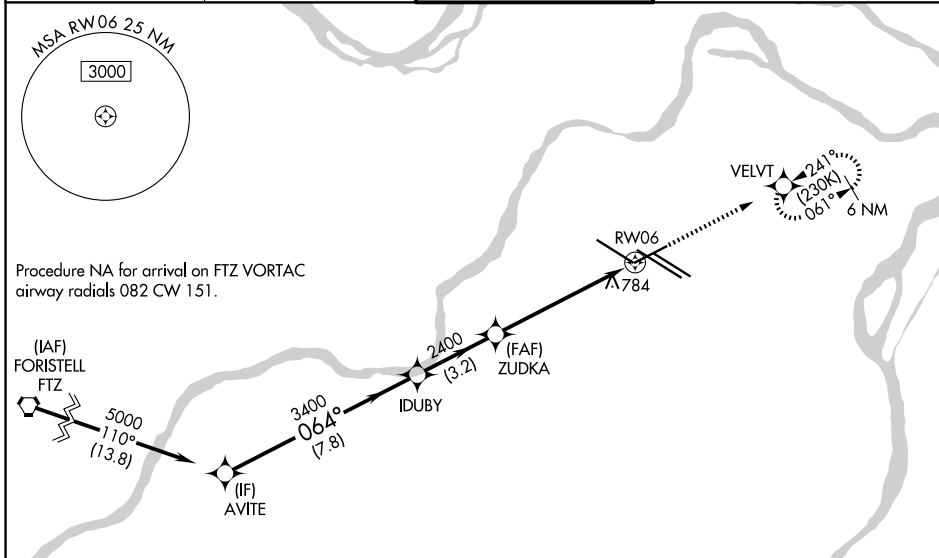 MSA RW06 25 NM
3000
VELVT
241°
(230K)
061°
6 NM
RW06
784
Procedure NA for arrival on FTZ VORTAC
airway radials 082 CW 151.
(IAF)
FORISTELL
FTZ
5000
110°
(13.8)
(IF)
AVITE
3400
064°
(7.8)
IDUBY
2400
(3.2)
(FAF)
ZUDKA